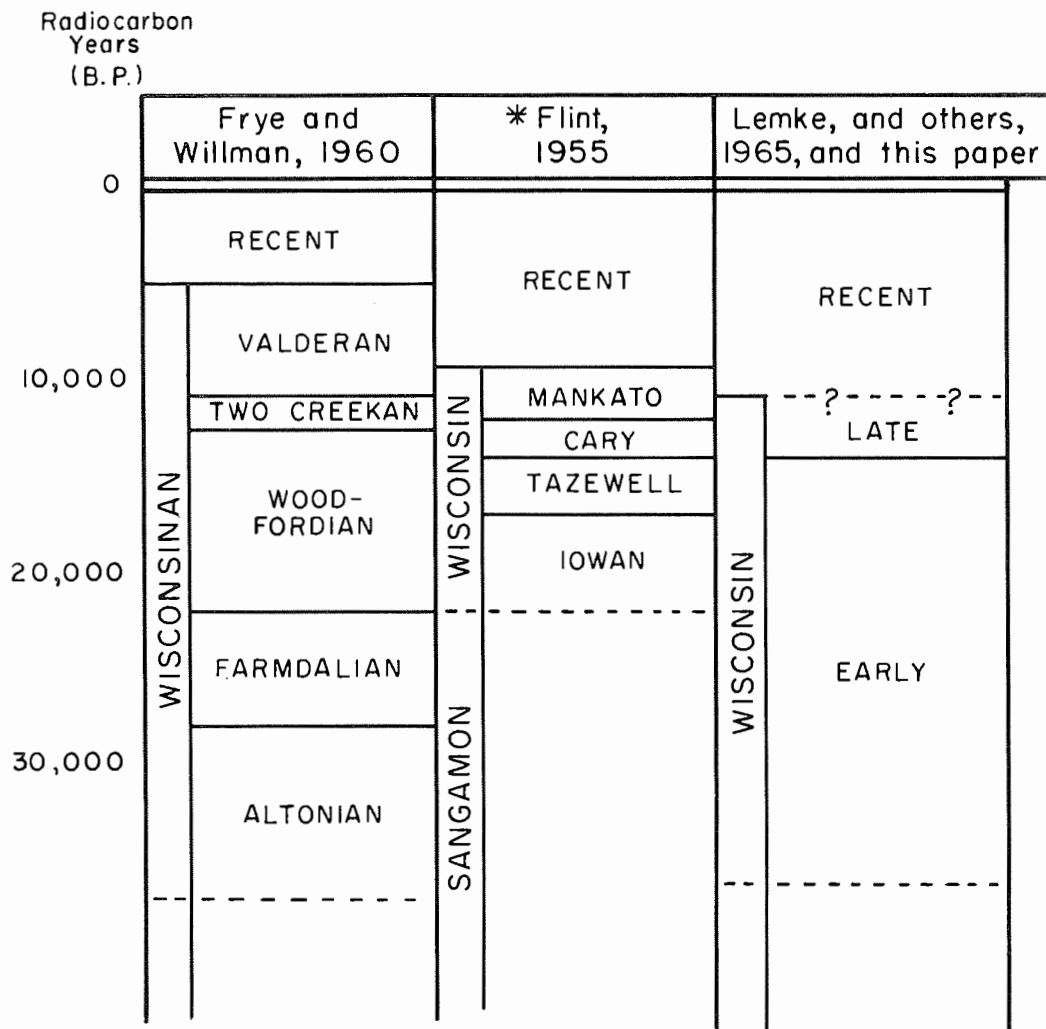 Radiocarbon
Years
(B.P.)
Frye and
Willman, 1960
* Flint,
1955
Lemke, and others,
1965, and this paper
0
10,000
20,000
30,000
WISCONSINAN
RECENT
VALDERAN
TWO CREEKAN
WOOD-
FORDIAN
FARMDALIAN
ALTONIAN
WISCONSIN
SANGAMON
RECENT
MANKATO
CARY
TAZEWELL
IOWAN
WISCONSIN
RECENT
? ?
LATE
EARLY